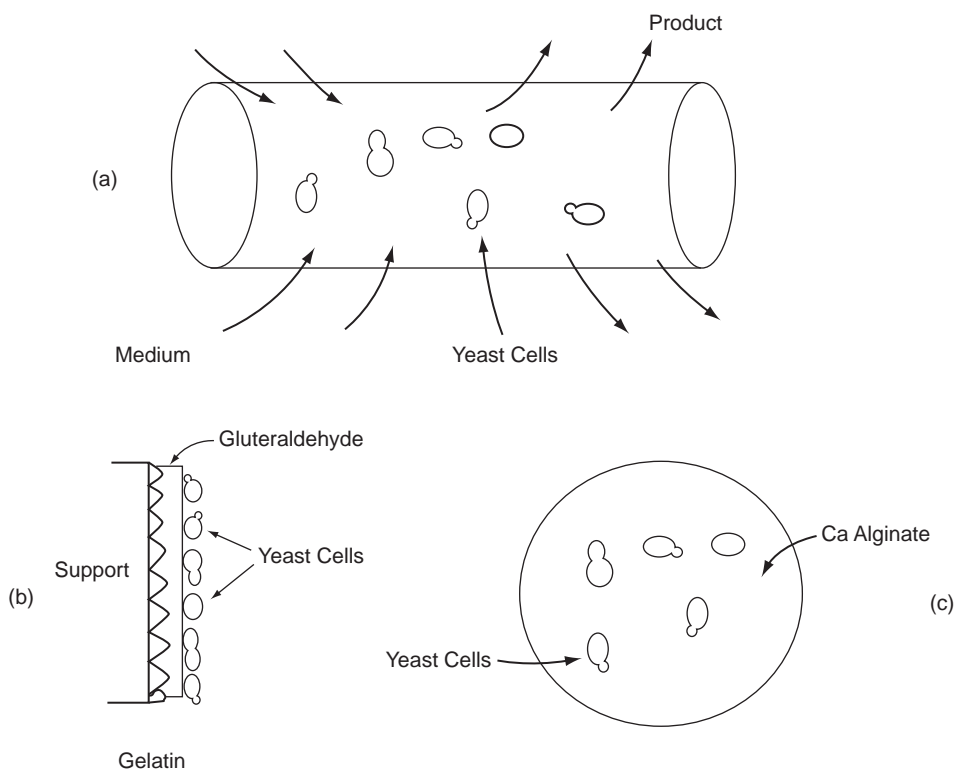 Product
(a)
Medium
Yeast Cells
Gluteraldehyde
Yeast Cells
Support
(b)
Gelatin
Ca Alginate
(c)
Yeast Cells